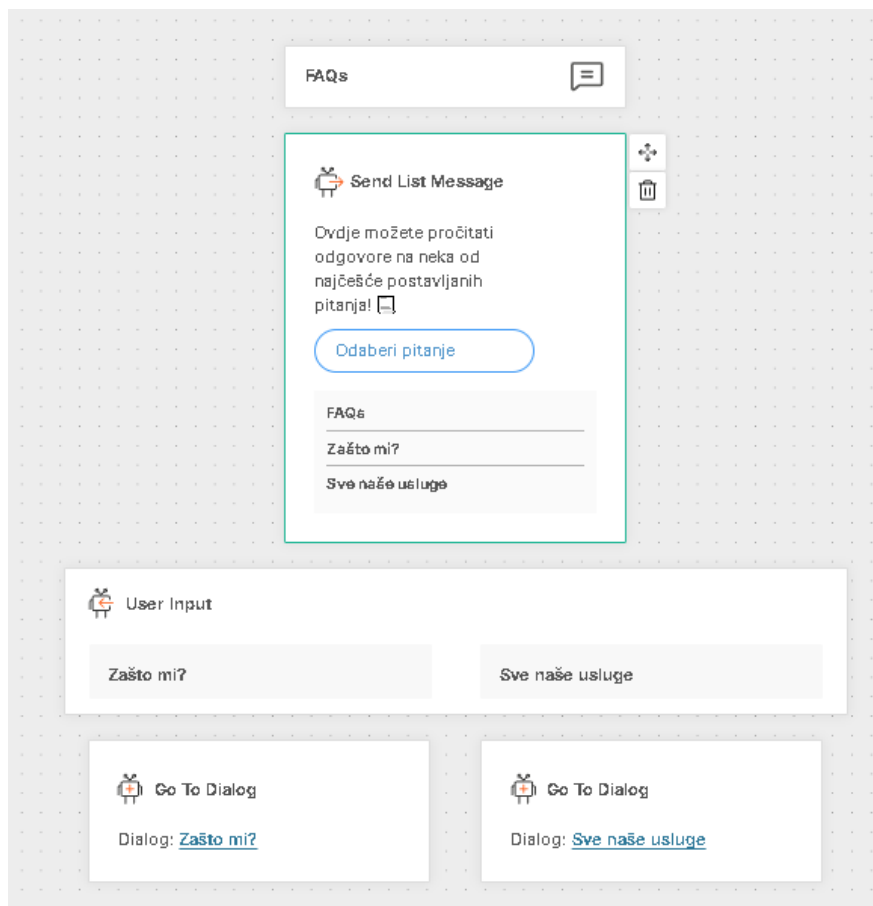 FAQs
Send List Message
Ovdje možete pročitati
odgovore na neka od
najčešće postavljanih
pitanja!
Odaberi pitanje
FAQs
Zašto mi?
Sve naše usluge
User Input
Zašto mi?
Sve naše usluge
Go To Dialog
Dialog: Zašto mi?
Go To Dialog
Dialog: Sve naše usluge